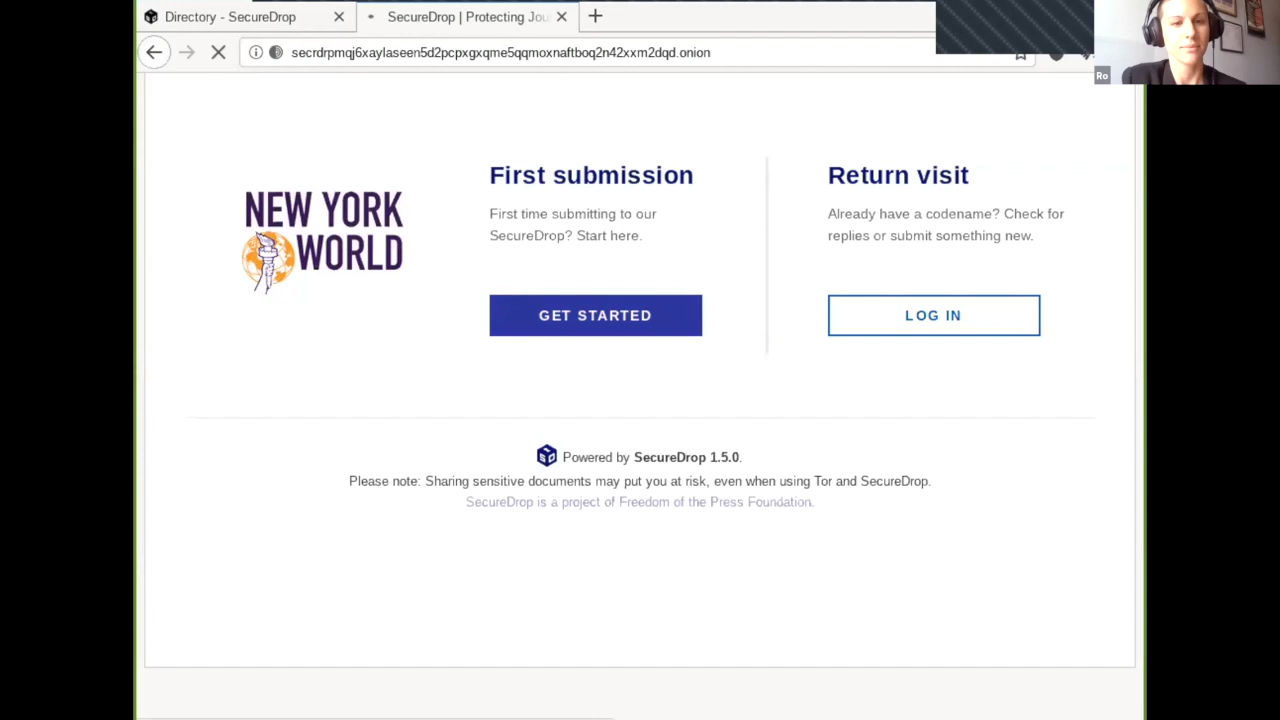 Directory - SecureDrop
SecureDrop | Protecting Jou
secrdrpmqj6xaylaseen5d2pcpxgxqme5qqmoxnaftboq2n42xxm2dqd.onion
Ro
NEW YORK
WORLD
First submission
First time submitting to our
SecureDrop? Start here.
GET STARTED
Return visit
Already have a codename? Check for
replies or submit something new.
LOG IN
Powered by SecureDrop 1.5.0.
Please note: Sharing sensitive documents may put you at risk, even when using Tor and SecureDrop.
SecureDrop is a project of Freedom of the Press Foundation.